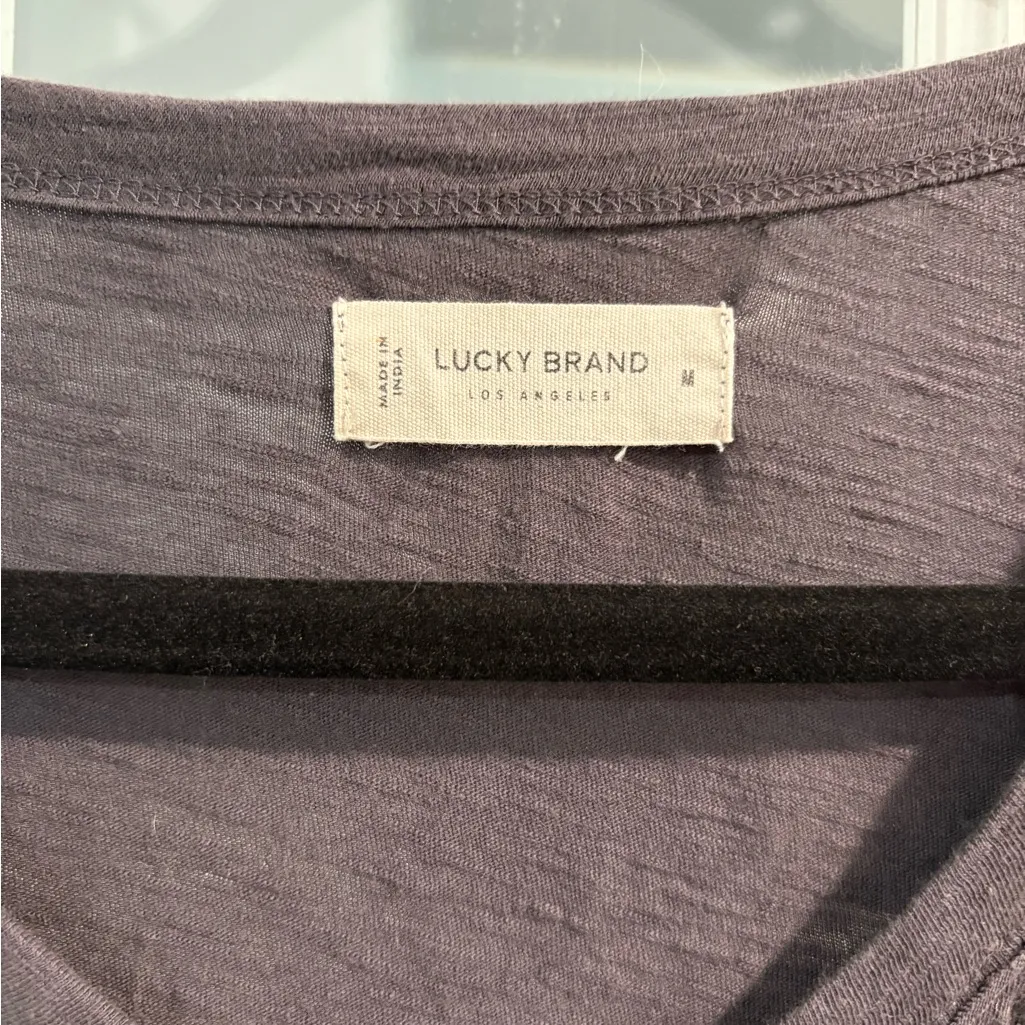 MADE IN
INDIA
LUCKY BRAND
LOS ANGELES
M